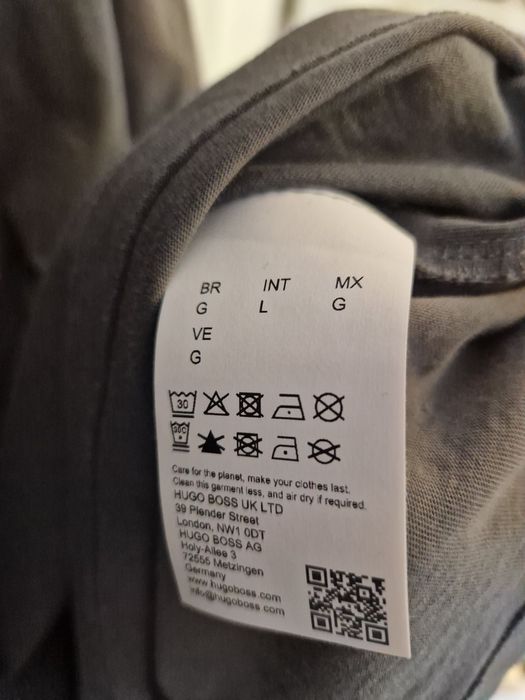 BR INT MX
G L G
VE
G
30
30C
Care for the planet, make your clothes last.
Clean this garment less, and air dry if required.
HUGO BOSS UK LTD
39 Plender Street
London, NW1 0DT
HUGO BOSS AG
Holy-Allee 3
72555 Metzingen
Germany
www.hugoboss.com
info@hugoboss.com